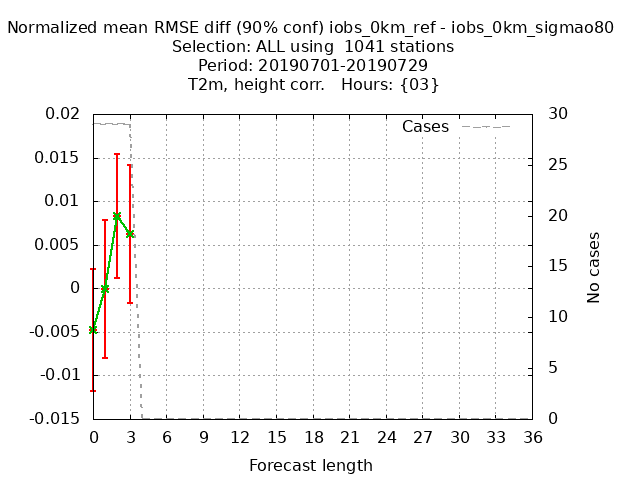 Normalized mean RMSE diff (90% conf) iobs_0km_ref - iobs_0km_sigmao80
Selection: ALL using  1041 stations
Period: 20190701-20190729
T2m, height corr.   Hours: {03}
Cases
0.02
0.015
0.01
0.005
0
-0.005
-0.01
-0.015
30
25
20
15
10
5
0
No cases
0 3 6 9 12 15 18 21 24 27 30 33 36
Forecast length